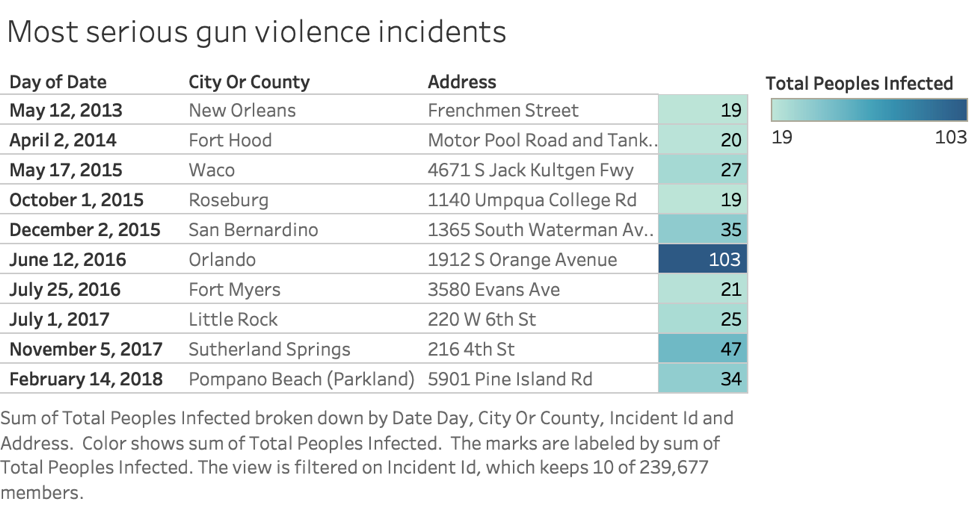 Most serious gun violence incidents
Day of Date City Or County Address
May 12, 2013 New Orleans Frenchmen Street 19
April 2, 2014 Fort Hood Motor Pool Road and Tank.. 20
May 17, 2015 Waco 4671 S Jack Kultgen Fwy 27
October 1, 2015 Roseburg 1140 Umpqua College Rd 19
December 2, 2015 San Bernardino 1365 South Waterman Av.. 35
June 12, 2016 Orlando 1912 S Orange Avenue 103
July 25, 2016 Fort Myers 3580 Evans Ave 21
July 1, 2017 Little Rock 220 W 6th St 25
November 5, 2017 Sutherland Springs 216 4th St 47
February 14, 2018 Pompano Beach (Parkland) 5901 Pine Island Rd 34
Total Peoples Infected
19 103
Sum of Total Peoples Infected broken down by Date Day, City Or County, Incident Id and
Address. Color shows sum of Total Peoples Infected. The marks are labeled by sum of
Total Peoples Infected. The view is filtered on Incident Id, which keeps 10 of 239,677
members.